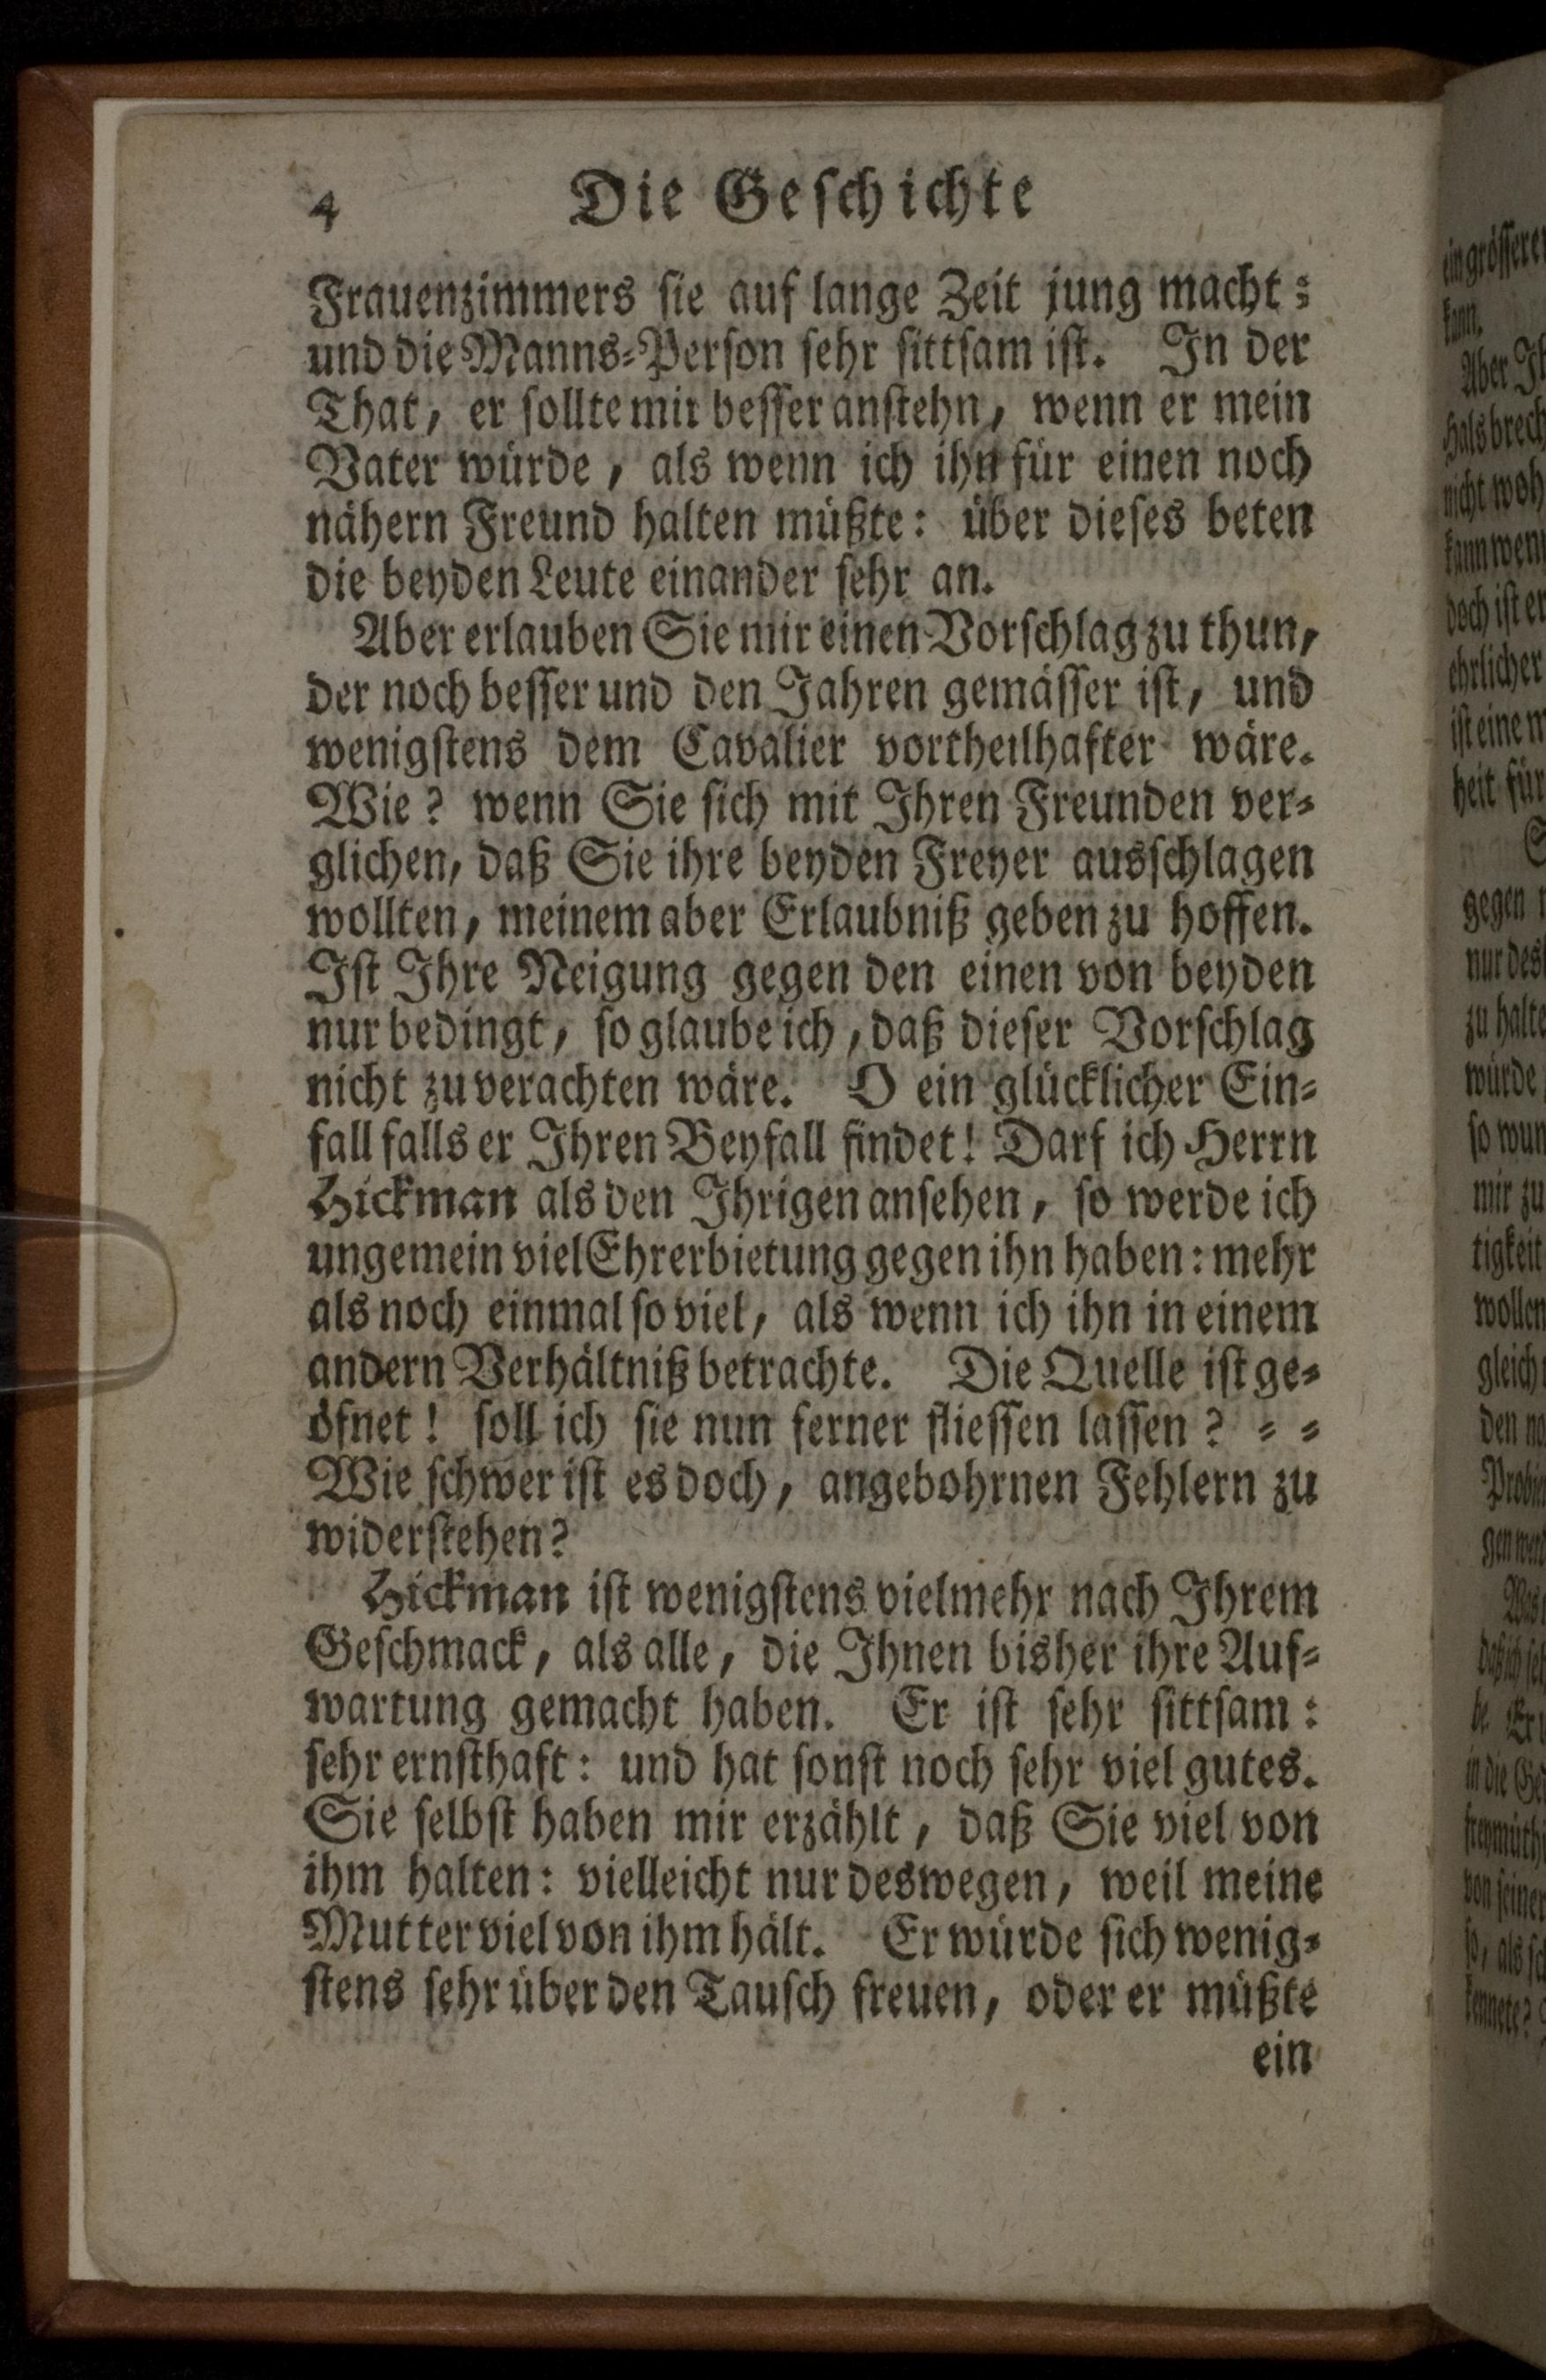 4 Die Geschichte
Frauenzimmers sie auf lange Zeit jung macht:
und die Manns-Person sehr sittsam ist. In der
That, er sollte mir besser anstehn, wenn er mein
Vater würde, als wenn ich ihn für einen noch
nähern Freund halten müßte: über dieses beten
die beyden Leute einander sehr an.
Aber erlauben Sie mir einen Vorschlag zu thun,
der noch besser und den Jahren gemässer ist, und
wenigstens dem Cavalier vortheilhafter wäre.
Wie? wenn Sie sich mit Ihren Freunden ver-
glichen, daß Sie ihre beyden Freyer ausschlagen
wollten, meinem aber Erlaubniß geben zu hoffen.
Ist Ihre Neigung gegen den einen von beyden
nur bedingt, so glaube ich, daß dieser Vorschlag
nicht zu verachten wäre. O ein glücklicher Ein-
fall falls er Ihren Beyfall findet! Darf ich Herrn
Hickman als den Ihrigen ansehen, so werde ich
ungemein viel Ehrerbietung gegen ihn haben: mehr
als noch einmal so viel, als wenn ich ihn in einem
andern Verhältniß betrachte. Die Quelle ist ge-
öfnet! soll ich sie nun ferner fliessen lassen? - -
Wie schwer ist es doch, angebohrnen Fehlern zu
widerstehen?
Hickman ist wenigstens vielmehr nach Ihrem
Geschmack, als alle, die Ihnen bisher ihre Auf-
wartung gemacht haben. Er ist sehr sittsam:
sehr ernsthaft: und hat sonst noch sehr viel gutes.
Sie selbst haben mir erzählt, daß Sie viel von
ihm halten: vielleicht nur deswegen, weil meine
Mutter viel von ihm hält. Er würde sich wenig-
stens sehr über den Tausch freuen, oder er müßte
ein